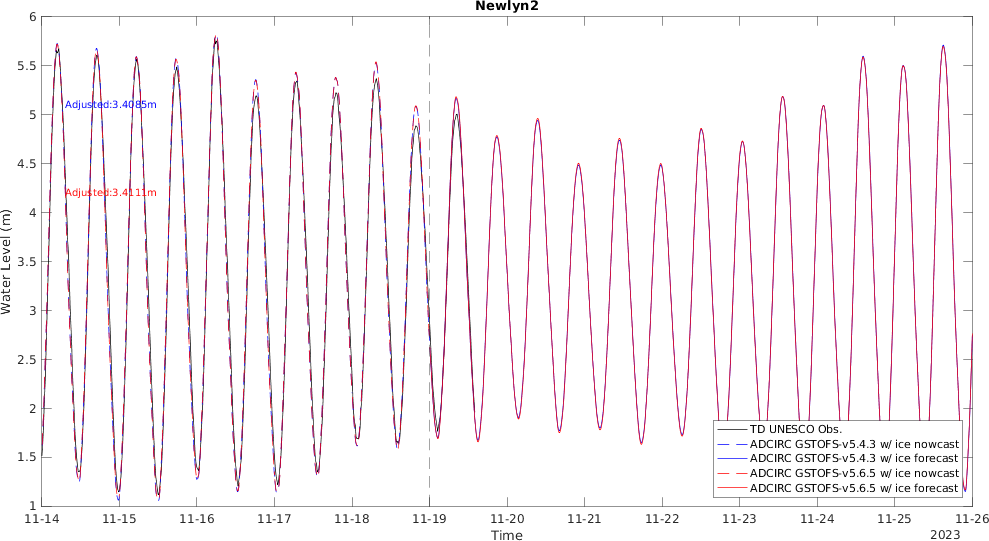 Newlyn2
6
5.5
5
4.5
4
3.5
3
2.5
2
1.5
1
Water Level (m)
Adjusted:3.4085m
Adjusted:3.4111m
TD UNESCO Obs.
ADCIRC GSTOFS-v5.4.3 w/ ice nowcast
ADCIRC GSTOFS-v5.4.3 w/ ice forecast
ADCIRC GSTOFS-v5.6.5 w/ ice nowcast
ADCIRC GSTOFS-v5.6.5 w/ ice forecast
11-14 11-15 11-16 11-17 11-18 11-19 11-20 11-21 11-22 11-23 11-24 11-25 11-26
Time 2023